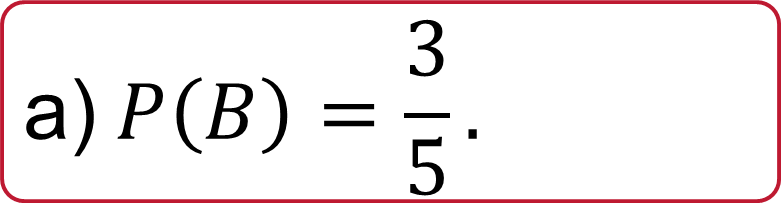 a) P(B) = 3/5.